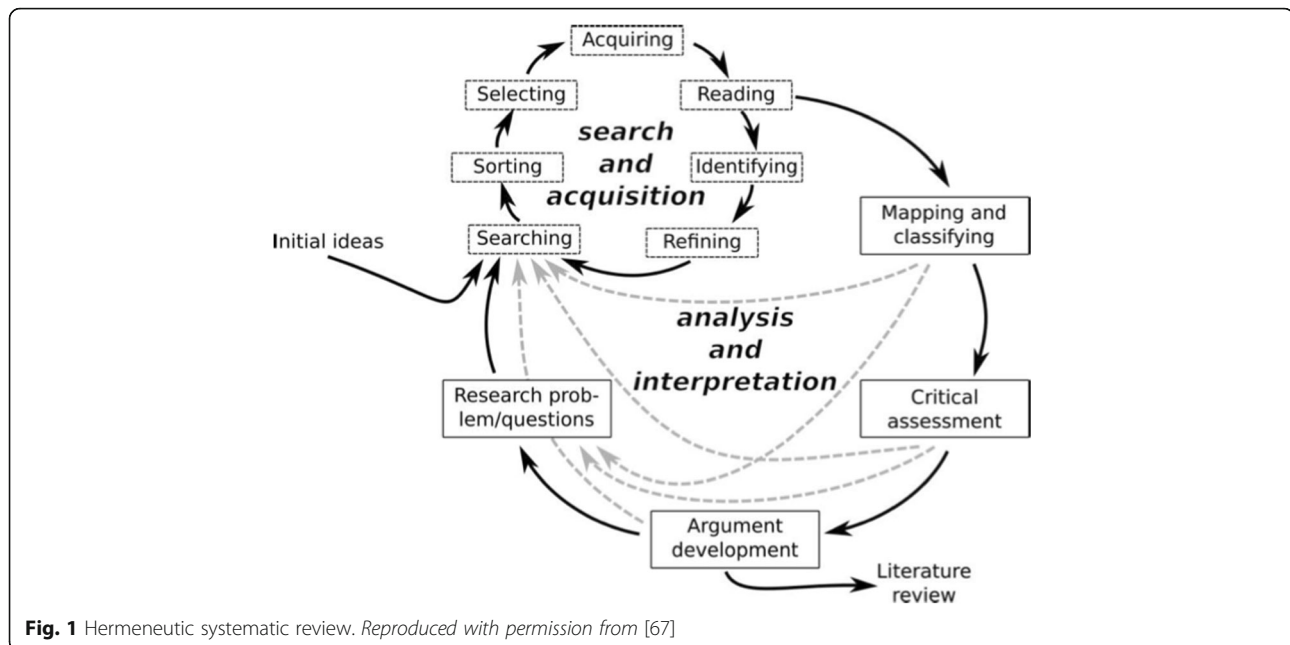 Acquiring
Selecting
Reading
search
and
acquisition
Sorting
Identifying
Searching
Refining
Initial ideas
Mapping and
classifying
analysis
and
interpretation
Research prob-
lem/questions
Critical
assessment
Argument
development
Literature
review
Fig. 1 Hermeneutic systematic review. Reproduced with permission from [67]